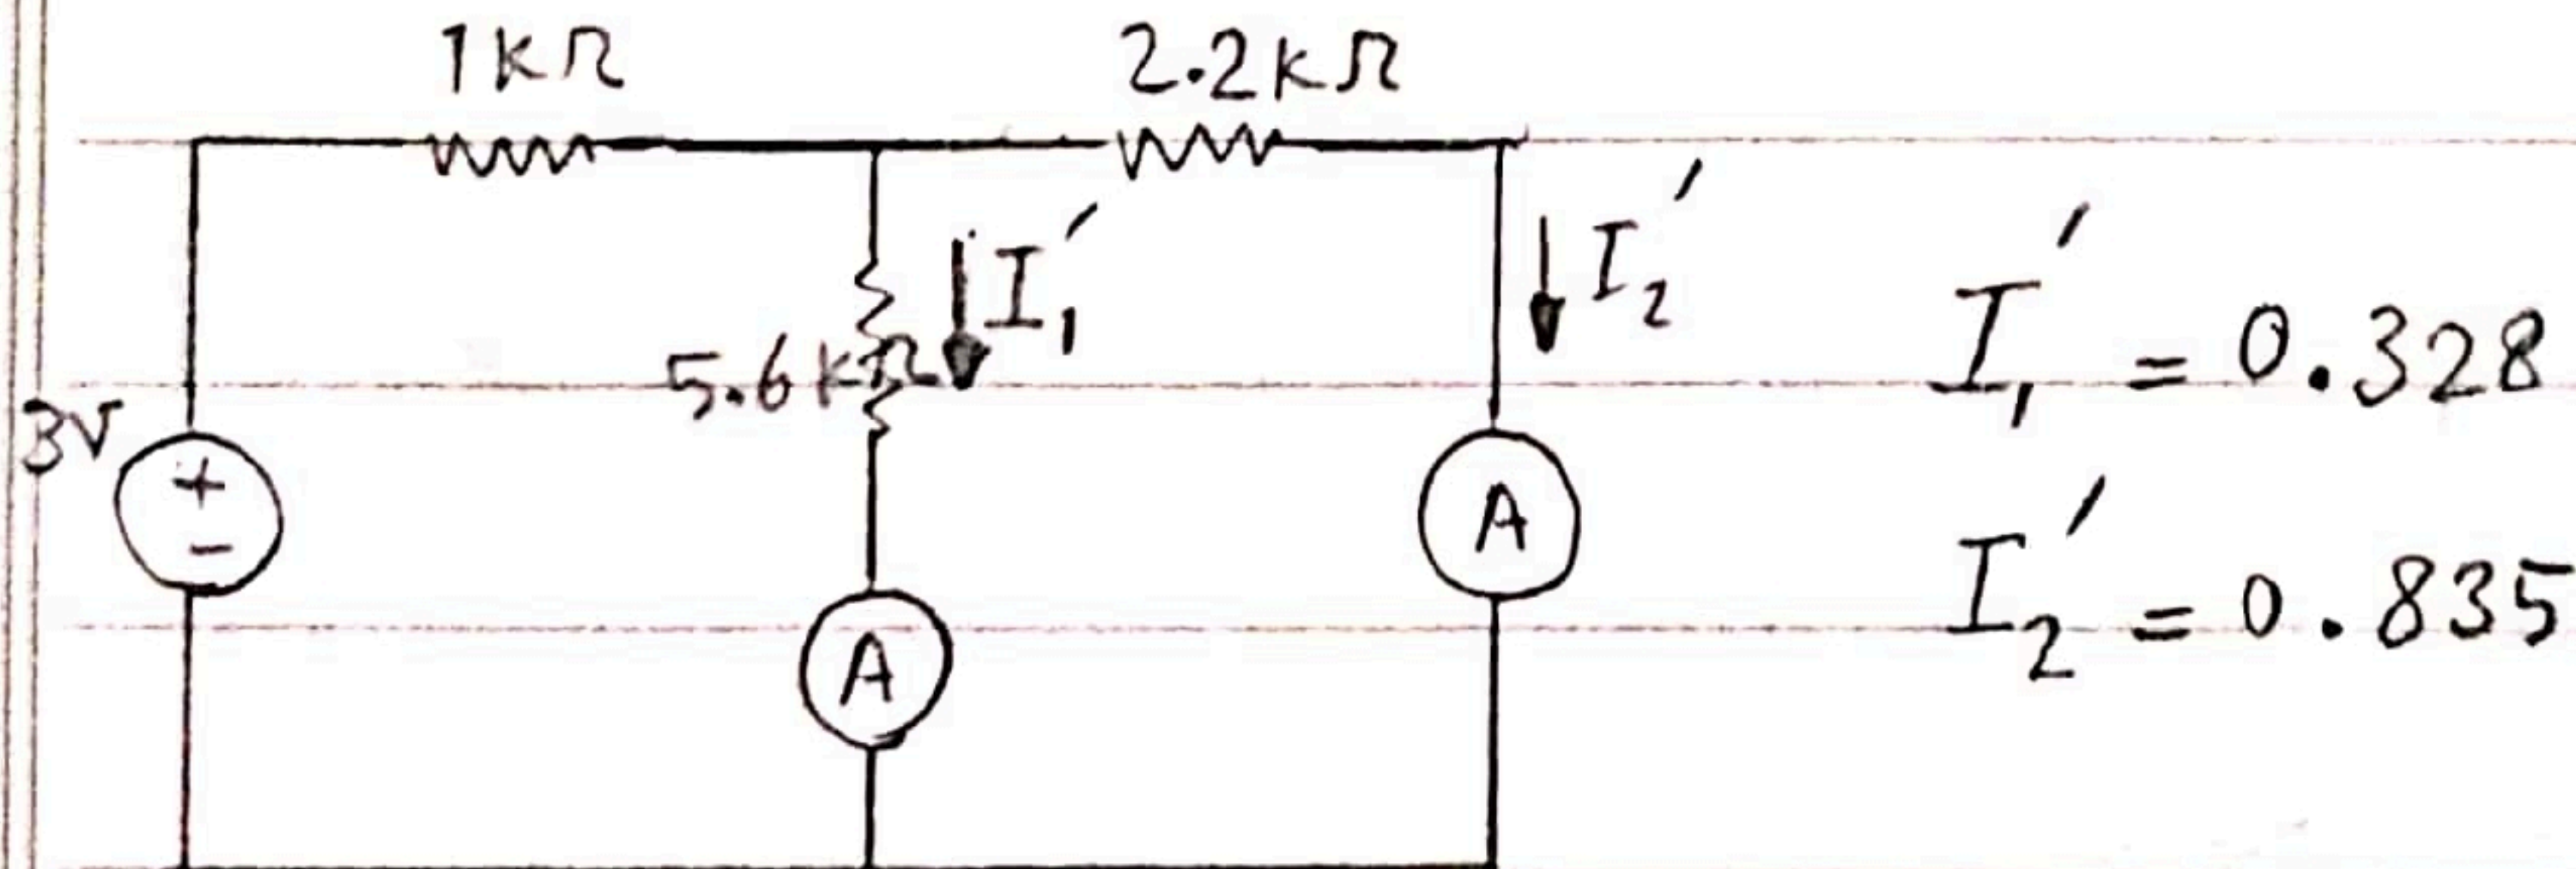 1kΩ
2.2kΩ
I₁′
I₂′
5.6kΩ
3V
+
−
A
A
I₁′ = 0.328
I₂′ = 0.835